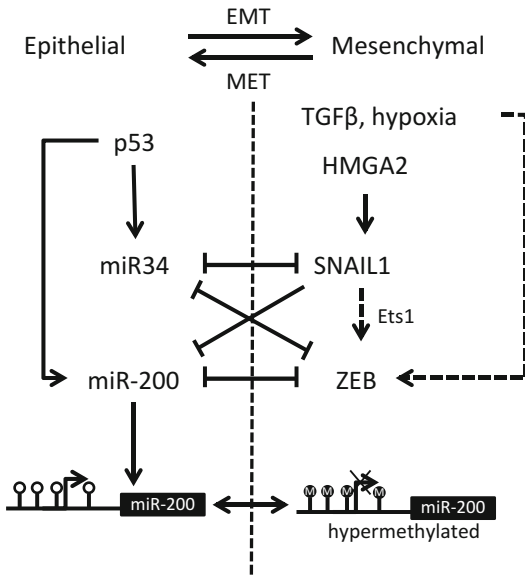 EMT
Epithelial
Mesenchymal
MET
TGFβ, hypoxia
p53
HMGA2
miR34
SNAIL1
Ets1
miR-200
ZEB
miR-200
M M M M
miR-200
hypermethylated